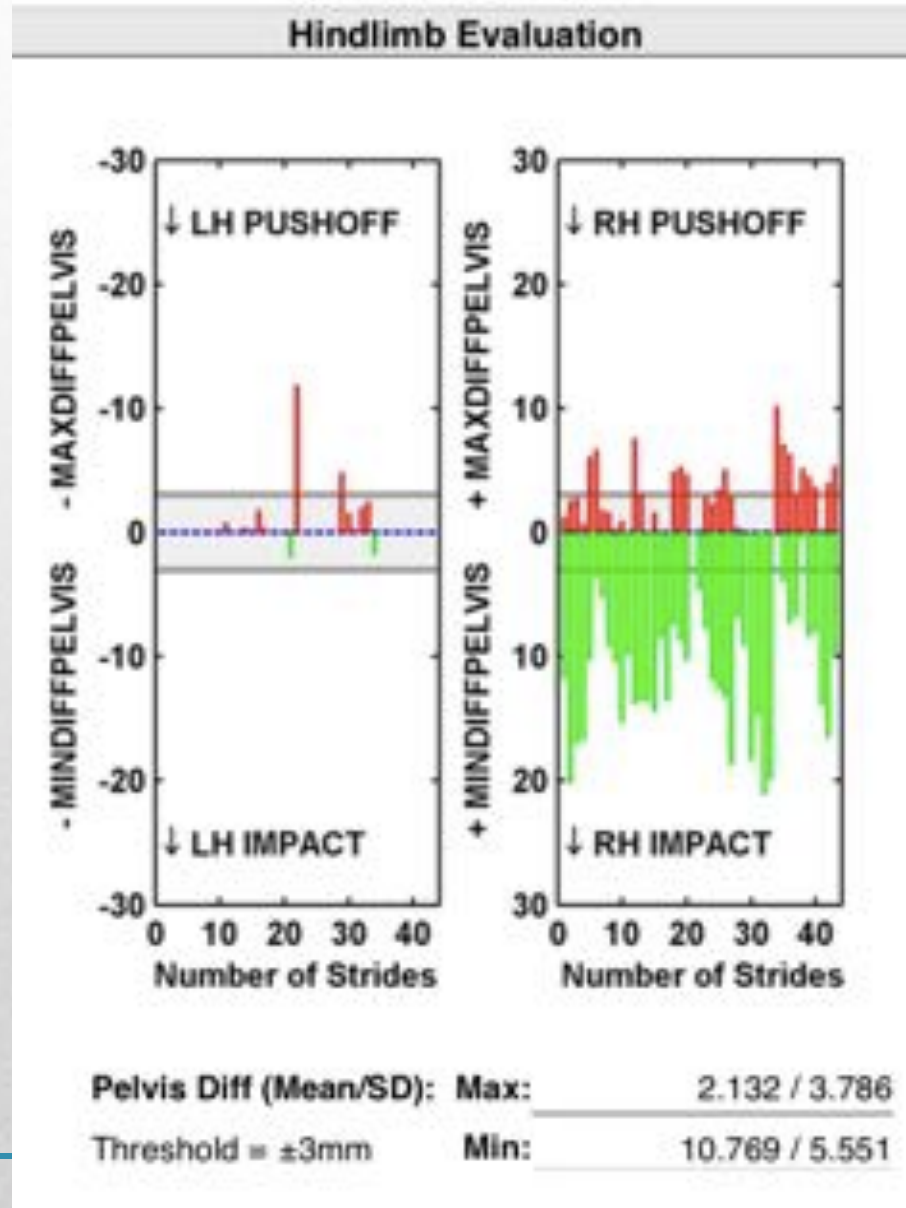 Hindlimb Evaluation
- MAXDIFFPELVIS
- MINDIFFPELVIS
-30
-20
-10
0
-10
-20
-30
↓ LH PUSHOFF
↓ LH IMPACT
0 10 20 30 40
Number of Strides
+ MAXDIFFPELVIS
+ MINDIFFPELVIS
30
20
10
0
10
20
30
↓ RH PUSHOFF
↓ RH IMPACT
0 10 20 30 40
Number of Strides
Pelvis Diff (Mean/SD): Max: 2.132 / 3.786
Threshold = ±3mm Min: 10.769 / 5.551